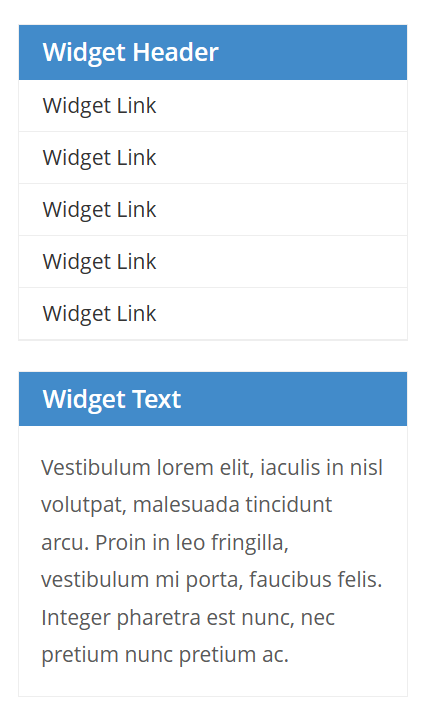 Widget Header
Widget Link
Widget Link
Widget Link
Widget Link
Widget Link
Widget Text
Vestibulum lorem elit, iaculis in nisl
volutpat, malesuada tincidunt
arcu. Proin in leo fringilla,
vestibulum mi porta, faucibus felis.
Integer pharetra est nunc, nec
pretium nunc pretium ac.